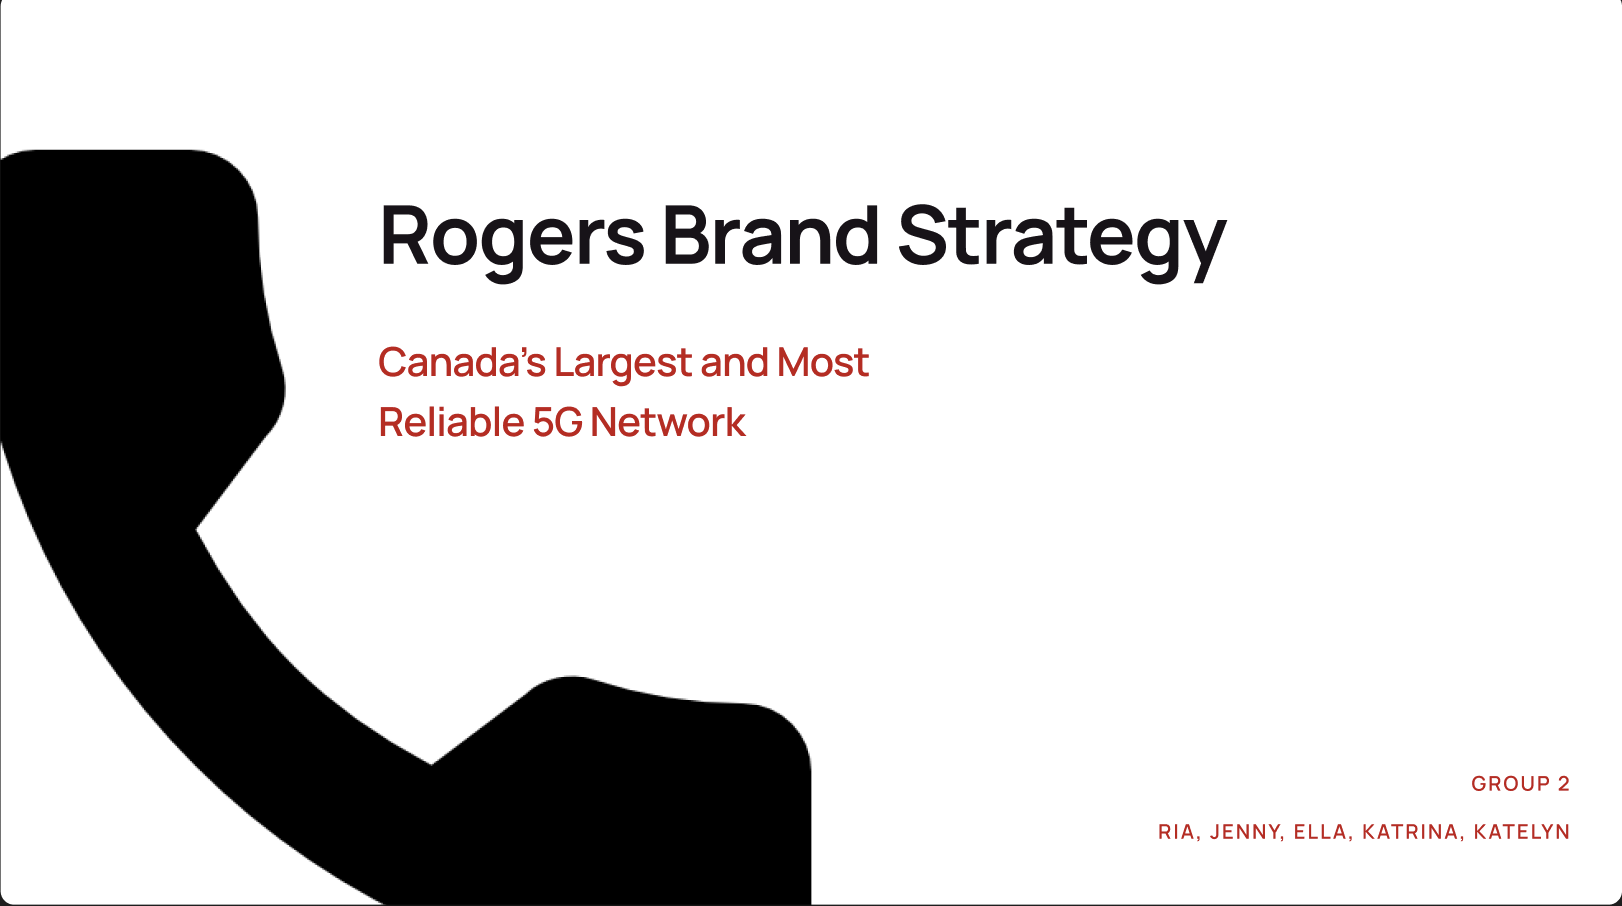 Rogers Brand Strategy
Canada’s Largest and Most
Reliable 5G Network
GROUP 2
RIA, JENNY, ELLA, KATRINA, KATELYN